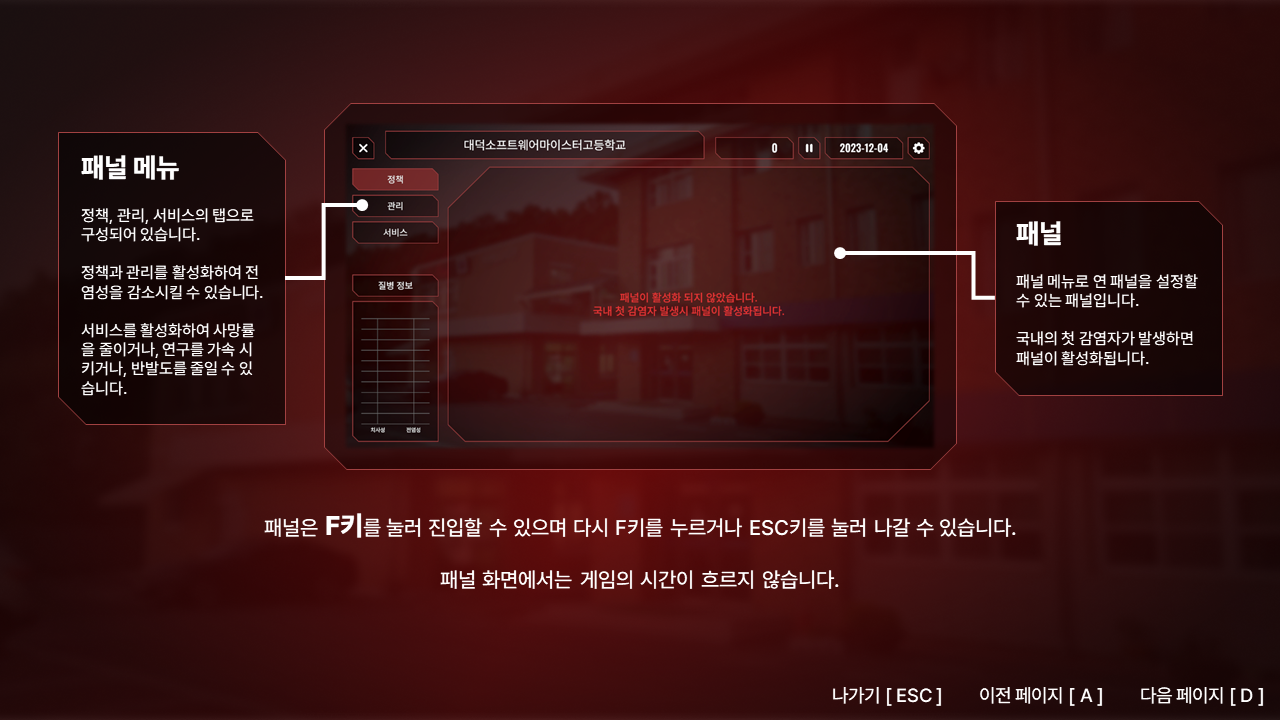 패널 메뉴
정책, 관리, 서비스의 탭으로
구성되어 있습니다.
정책과 관리를 활성화하여 전
염성을 감소시킬 수 있습니다.
서비스를 활성화하여 사망률
을 줄이거나, 연구를 가속 시
키거나, 반발도를 줄일 수 있
습니다.
대덕소프트웨어마이스터고등학교
0
2023-12-04
정책
관리
서비스
질병 정보
치사성 전염성
패널이 활성화 되지 않았습니다.
국내 첫 감염자 발생시 패널이 활성화됩니다.
패널
패널 메뉴로 연 패널을 설정할
수 있는 패널입니다.
국내의 첫 감염자가 발생하면
패널이 활성화됩니다.
패널은 F키를 눌러 진입할 수 있으며 다시 F키를 누르거나 ESC키를 눌러 나갈 수 있습니다.
패널 화면에서는 게임의 시간이 흐르지 않습니다.
나가기 [ ESC ] 이전 페이지 [ A ] 다음 페이지 [ D ]